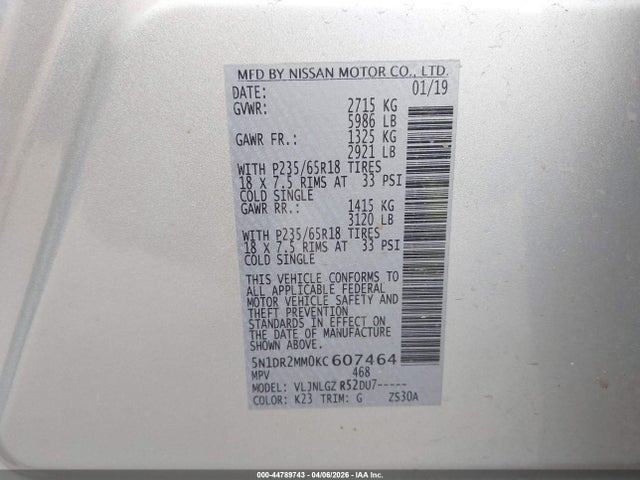 MFD BY NISSAN MOTOR CO., LTD.
DATE: 01/19
GVWR: 2715 KG
5986 LB
GAWR FR.: 1325 KG
2921 LB
WITH P235/65R18 TIRES
18 X 7.5 RIMS AT 33 PSI
COLD SINGLE
GAWR RR.: 1415 KG
3120 LB
WITH P235/65R18 TIRES
18 X 7.5 RIMS AT 33 PSI
COLD SINGLE
THIS VEHICLE CONFORMS TO
ALL APPLICABLE FEDERAL
MOTOR VEHICLE SAFETY AND
THEFT PREVENTION
STANDARDS IN EFFECT ON
THE DATE OF MANUFACTURE
SHOWN ABOVE.
5N1DR2MM0KC607464
MPV 468
MODEL: VLJNLGZ R52DU7-----
COLOR: K23 TRIM: G ZS30A
000-44789743 - 04/06/2026 - IAA Inc.